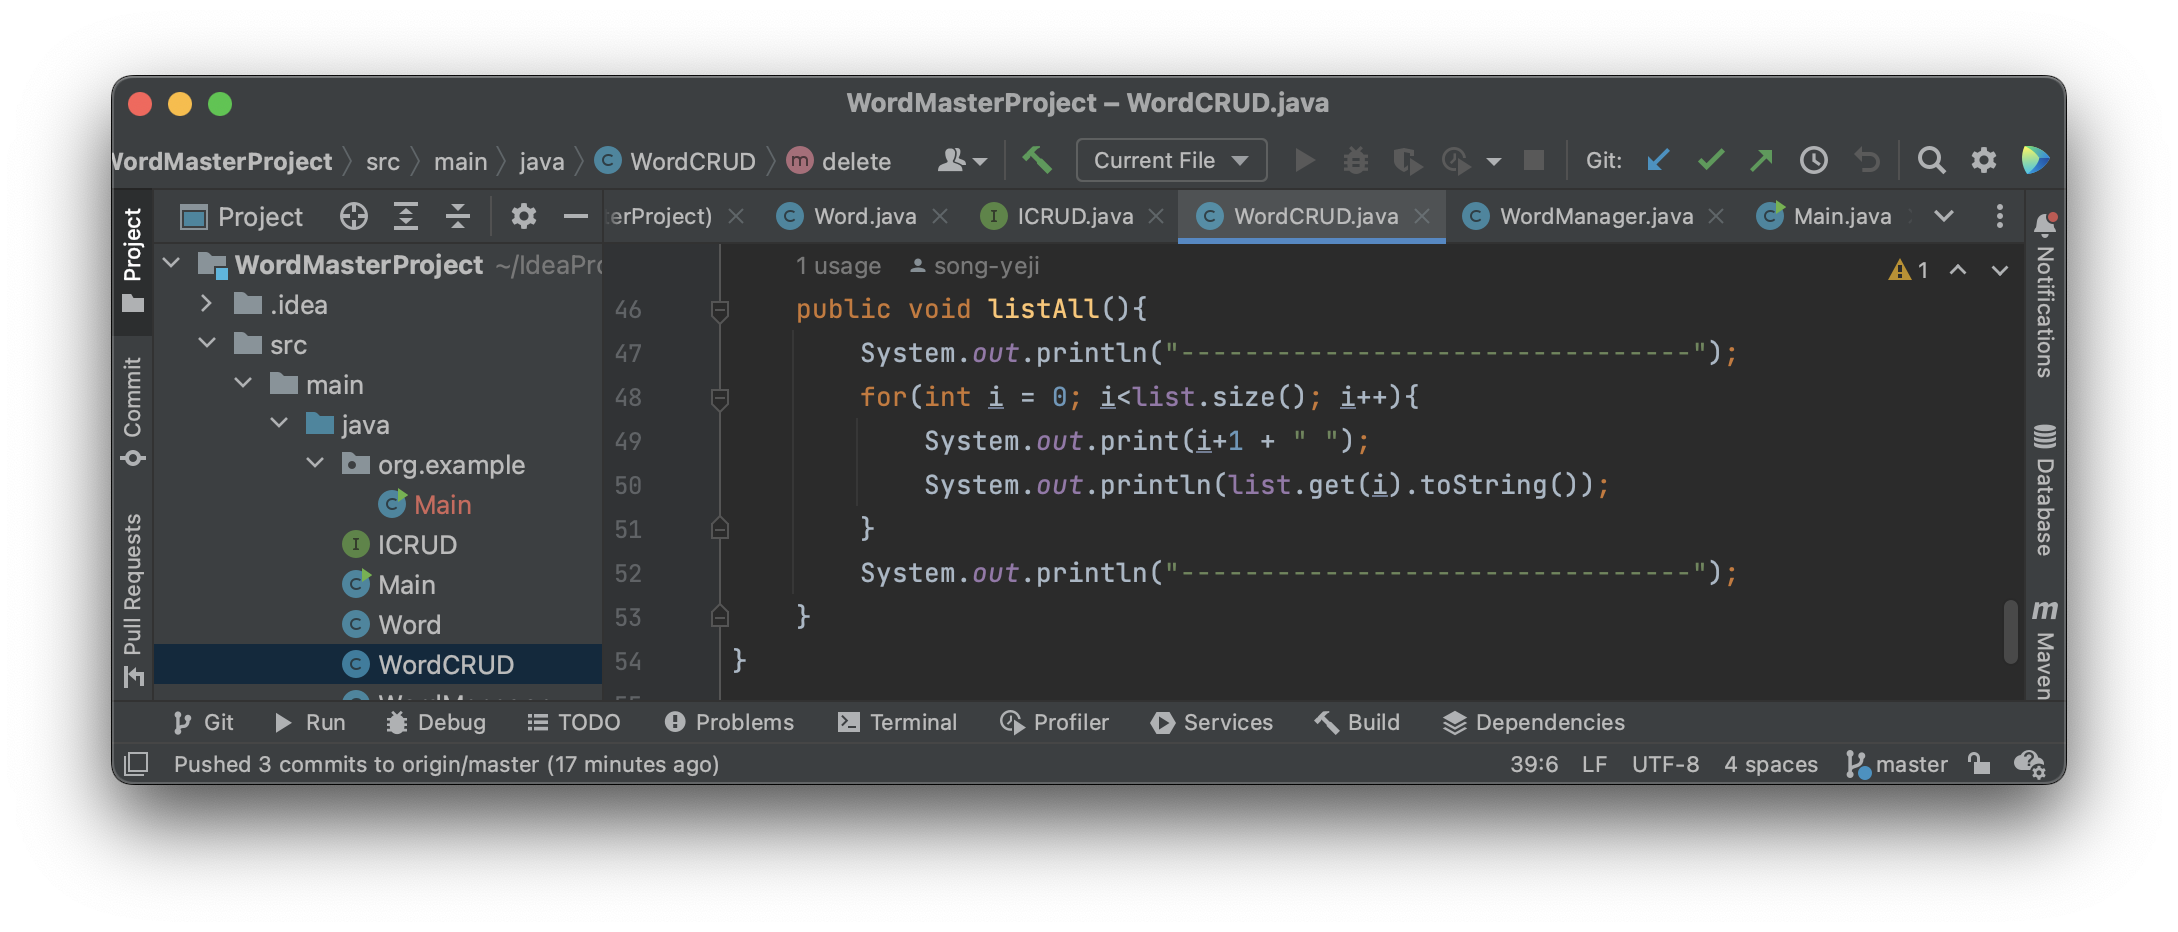 WordMasterProject – WordCRUD.java
WordMasterProject src main java WordCRUD delete Current File Git:
Project erProject) Word.java ICRUD.java WordCRUD.java WordManager.java Main.java
Project
Commit
Pull Requests
WordMasterProject
.idea
src
main
java
org.example
Main
ICRUD
Main
Word
WordCRUD
1 usage song-yeji
1
46 public void listAll(){
47 System.out.println("--------------------------------");
48 for(int i = 0; i<list.size(); i++){
49 System.out.print(i+1 + " ");
50 System.out.println(list.get(i).toString());
51 }
52 System.out.println("--------------------------------");
53 }
54 }
Notifications
Database
Maven
Git Run Debug TODO Problems Terminal Profiler Services Build Dependencies
Pushed 3 commits to origin/master (17 minutes ago) 39:6 LF UTF-8 4 spaces master